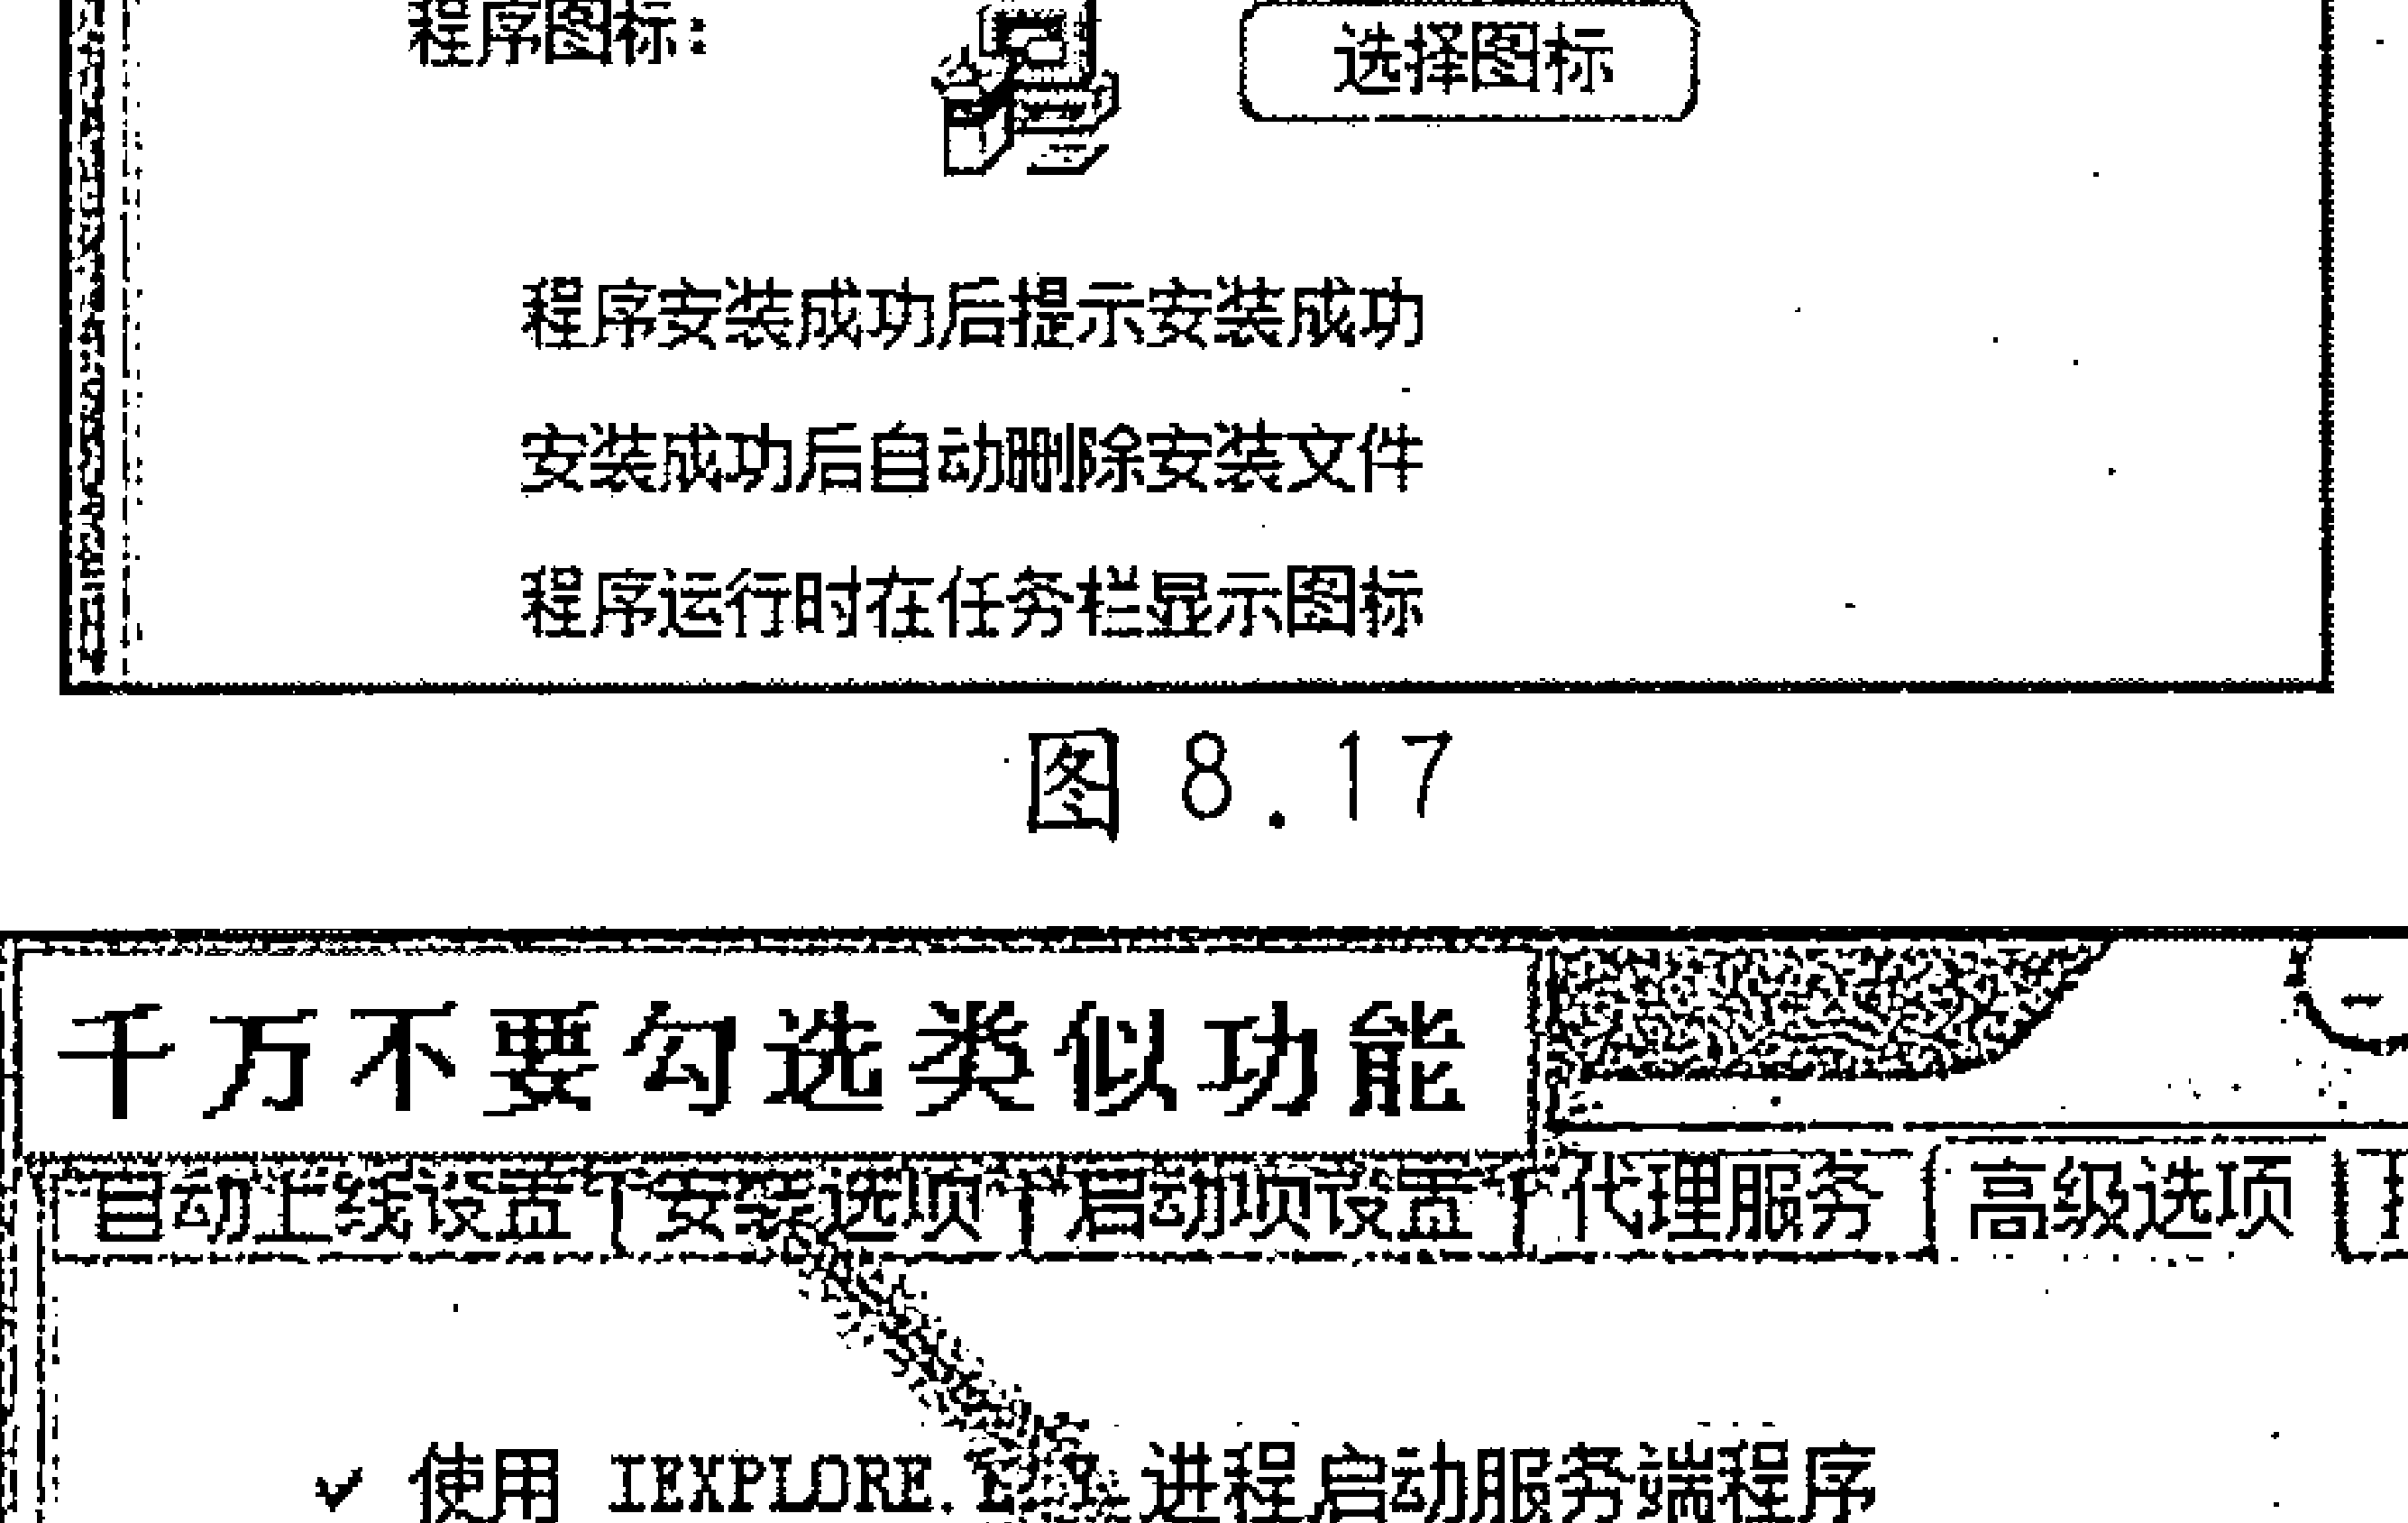 程序图标：
选择图标
程序安装成功后提示安装成功
安装成功后自动删除安装文件
程序运行时在任务栏显示图标
图 8.17
千万不要勾选类似功能
自动上线设置 安装选项 启动项设置 代理服务 高级选项
使用 进程启动服务端程序